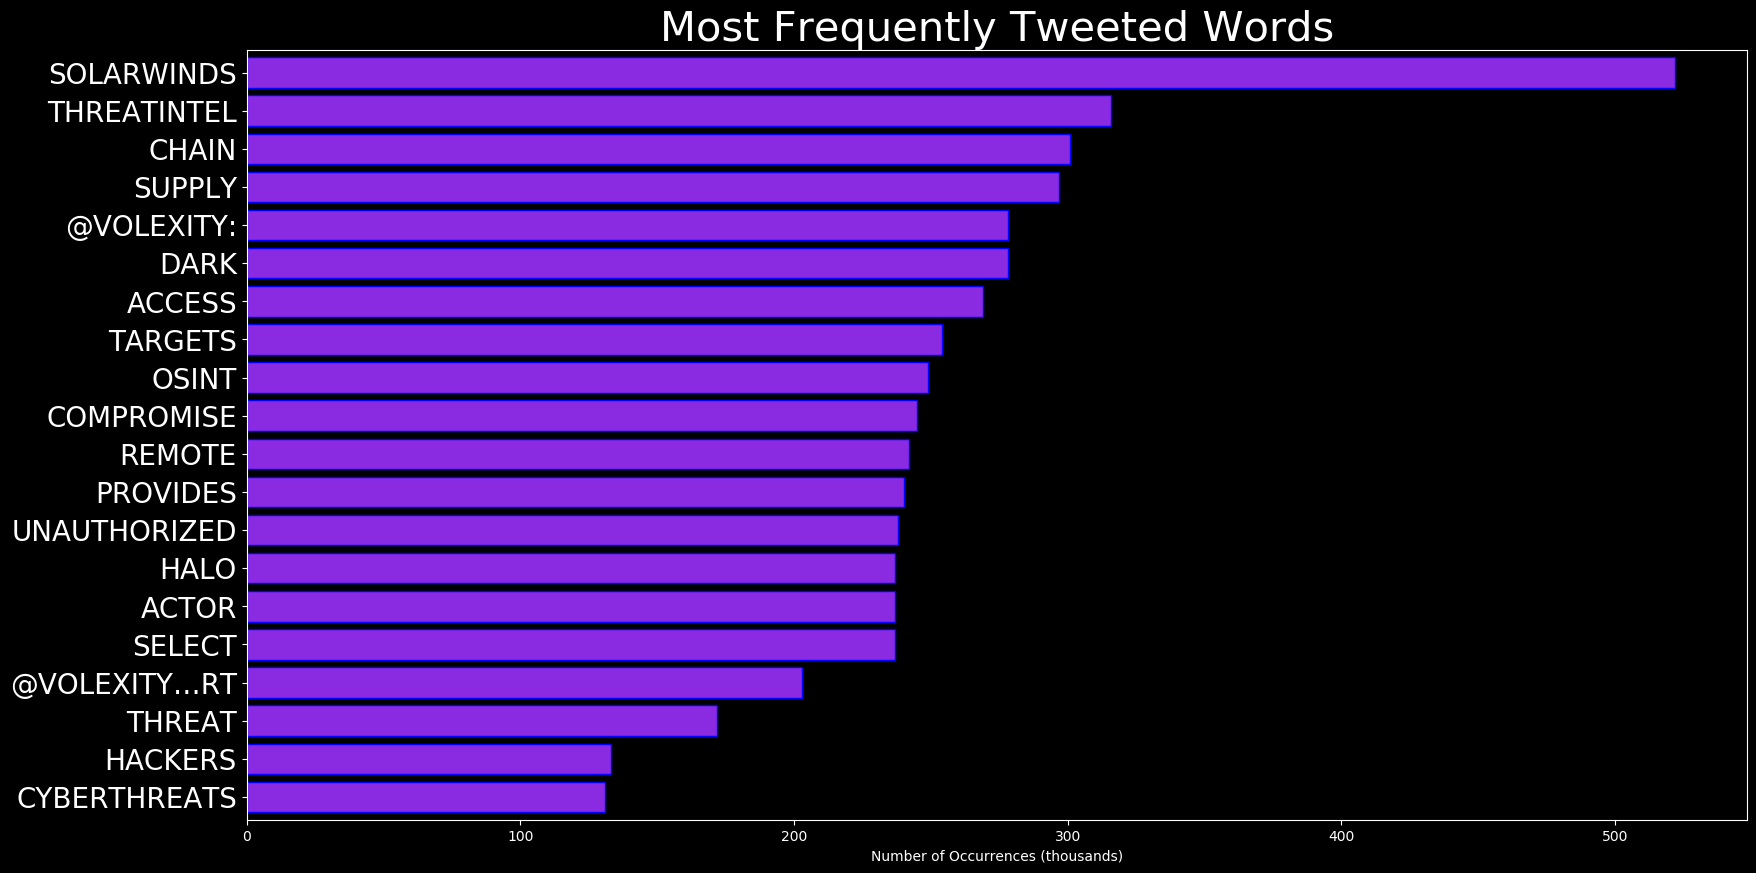 Most Frequently Tweeted Words
SOLARWINDS
THREATINTEL
CHAIN
SUPPLY
@VOLEXITY:
DARK
ACCESS
TARGETS
OSINT
COMPROMISE
REMOTE
PROVIDES
UNAUTHORIZED
HALO
ACTOR
SELECT
@VOLEXITY…RT
THREAT
HACKERS
CYBERTHREATS
0 100 200 300 400 500
Number of Occurrences (thousands)